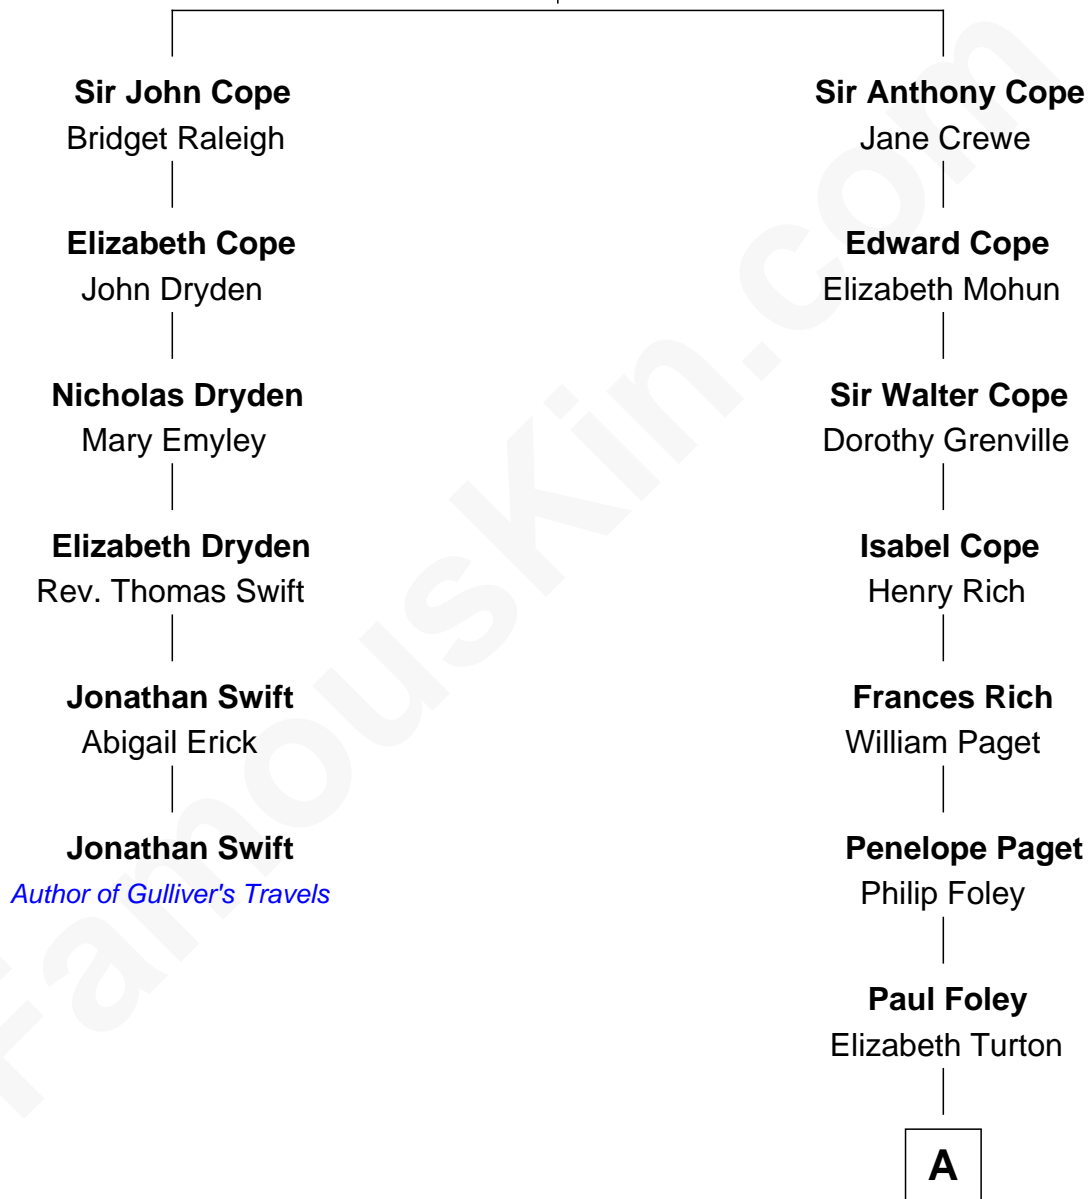 Sir John Cope
Bridget Raleigh
Elizabeth Cope
John Dryden
Nicholas Dryden
Mary Emyley
Elizabeth Dryden
Rev. Thomas Swift
Jonathan Swift
Abigail Erick
Jonathan Swift
Author of Gulliver's Travels
Sir Anthony Cope
Jane Crewe
Edward Cope
Elizabeth Mohun
Sir Walter Cope
Dorothy Grenville
Isabel Cope
Henry Rich
Frances Rich
William Paget
Penelope Paget
Philip Foley
Paul Foley
Elizabeth Turton
A
FamousKin.com